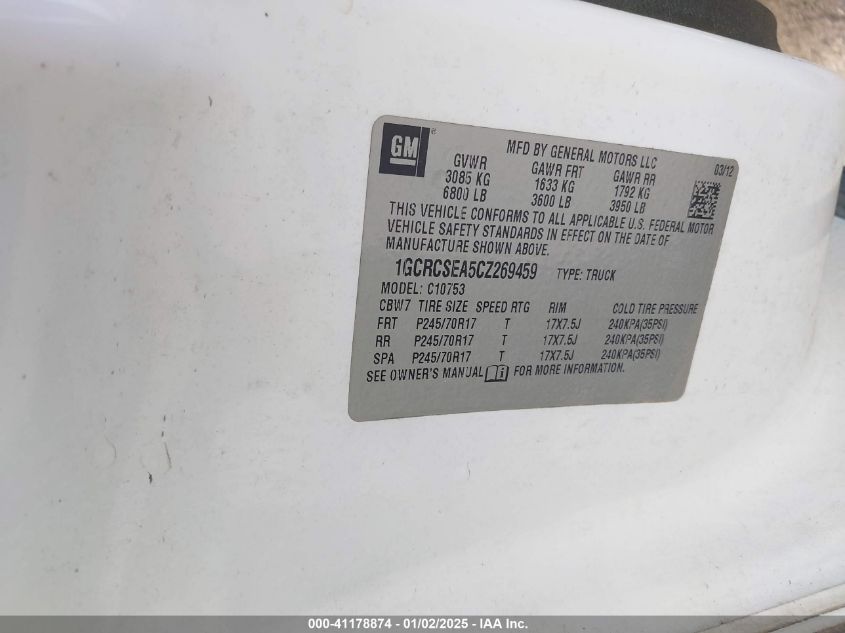 GM®
MFD BY GENERAL MOTORS LLC
03/12
GVWR GAWR FRT GAWR RR
3085 KG 1633 KG 1792 KG
6800 LB 3600 LB 3950 LB
THIS VEHICLE CONFORMS TO ALL APPLICABLE U.S. FEDERAL MOTOR
VEHICLE SAFETY STANDARDS IN EFFECT ON THE DATE OF
MANUFACTURE SHOWN ABOVE.
1GCRCSEA5CZ269459 TYPE: TRUCK
MODEL: C10753
CBW7 TIRE SIZE SPEED RTG RIM COLD TIRE PRESSURE
FRT P245/70R17 T 17X7.5J 240KPA(35PSI)
RR P245/70R17 T 17X7.5J 240KPA(35PSI)
SPA P245/70R17 T 17X7.5J 240KPA(35PSI)
SEE OWNER'S MANUAL FOR MORE INFORMATION.
000-41178874 - 01/02/2025 - IAA Inc.